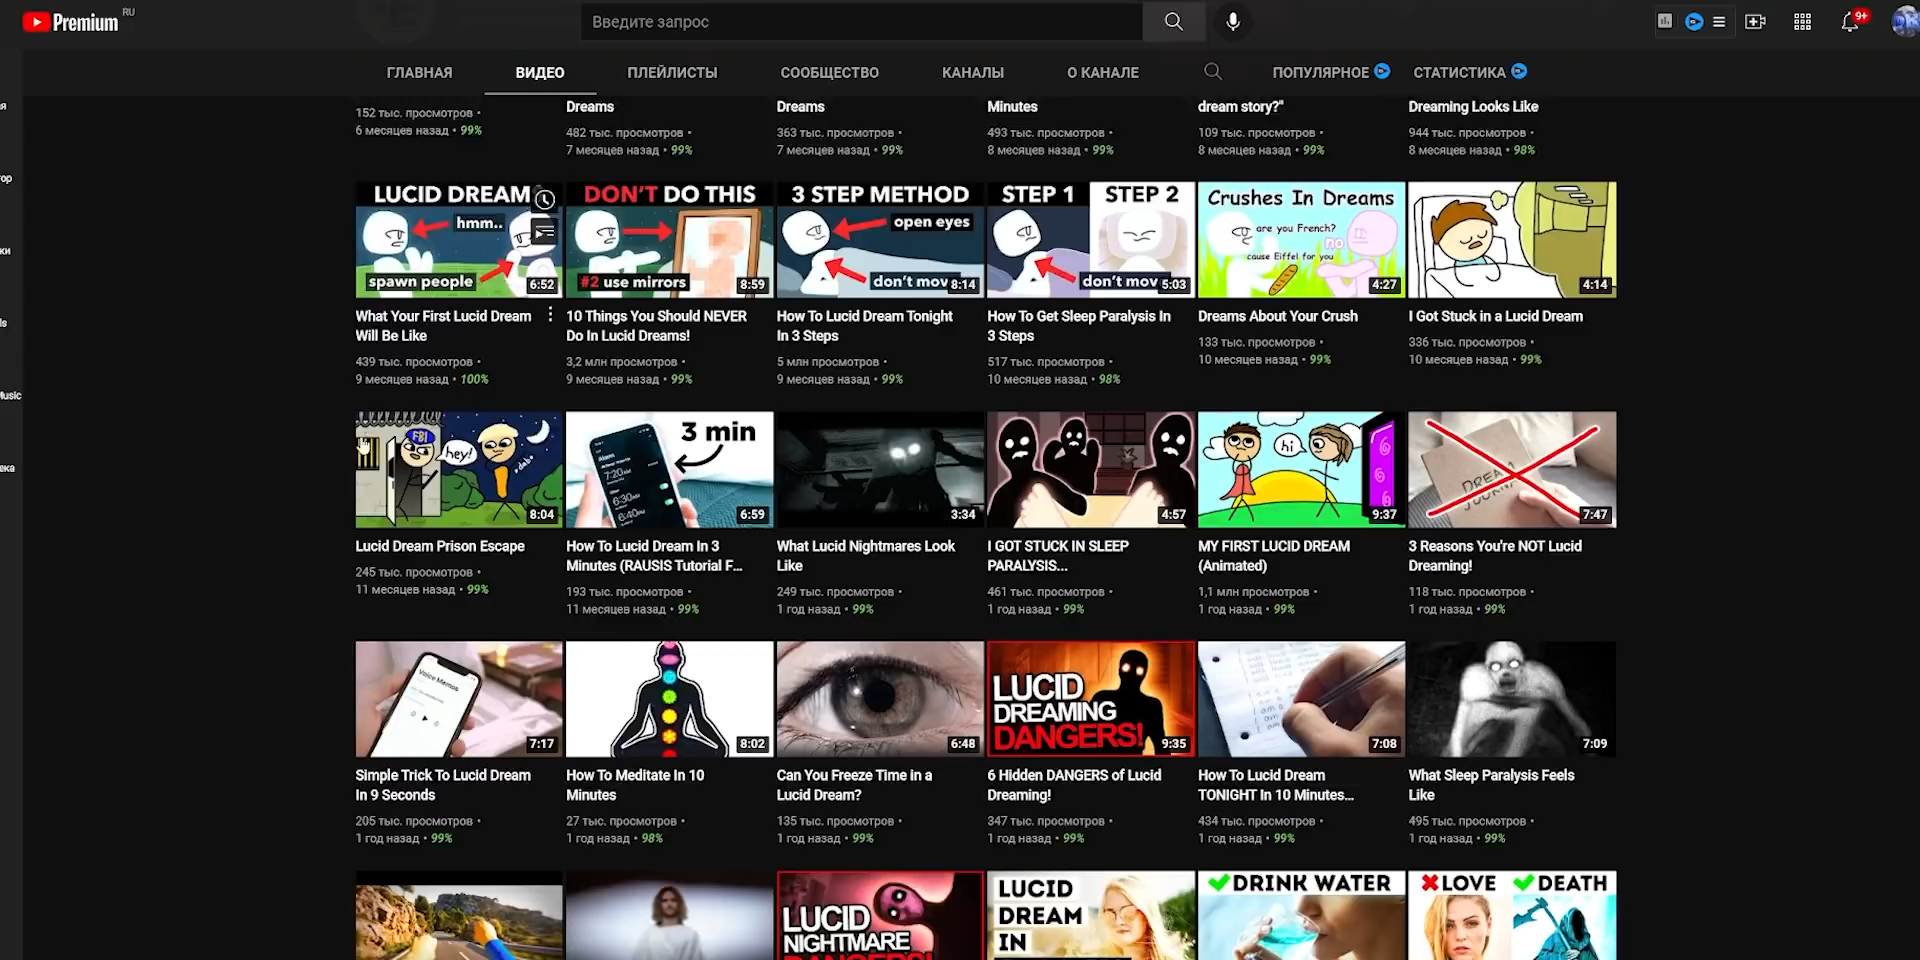 Premium RU
Введите запрос
9+
ГЛАВНАЯ
ВИДЕО
ПЛЕЙЛИСТЫ
СООБЩЕСТВО
КАНАЛЫ
О КАНАЛЕ
ПОПУЛЯРНОЕ
СТАТИСТИКА
152 тыс. просмотров •
6 месяцев назад • 99%
Dreams
482 тыс. просмотров •
7 месяцев назад • 99%
Dreams
363 тыс. просмотров •
7 месяцев назад • 99%
Minutes
493 тыс. просмотров •
8 месяцев назад • 99%
dream story?"
109 тыс. просмотров •
8 месяцев назад • 99%
Dreaming Looks Like
944 тыс. просмотров •
8 месяцев назад • 98%
LUCID DREAM
hmm..
spawn people
6:52
What Your First Lucid Dream
Will Be Like
439 тыс. просмотров •
9 месяцев назад • 100%
DON'T DO THIS
#2 use mirrors
8:59
10 Things You Should NEVER
Do In Lucid Dreams!
3,2 млн просмотров •
9 месяцев назад • 99%
3 STEP METHOD
open eyes
don't mov
8:14
How To Lucid Dream Tonight
In 3 Steps
5 млн просмотров •
9 месяцев назад • 99%
STEP 1
STEP 2
don't mov
5:03
How To Get Sleep Paralysis In
3 Steps
517 тыс. просмотров •
10 месяцев назад • 98%
Crushes In Dreams
are you French?
no
cause Eiffel for you
4:27
Dreams About Your Crush
133 тыс. просмотров •
10 месяцев назад • 99%
4:14
I Got Stuck in a Lucid Dream
336 тыс. просмотров •
10 месяцев назад • 99%
FBI
hey!
*dab*
8:04
Lucid Dream Prison Escape
245 тыс. просмотров •
11 месяцев назад • 99%
3 min
Alarm
7:20AM
6:30AM
6:40AM
6:59
How To Lucid Dream In 3
Minutes (RAUSIS Tutorial F...
193 тыс. просмотров •
11 месяцев назад • 99%
3:34
What Lucid Nightmares Look
Like
249 тыс. просмотров •
1 год назад • 99%
4:57
I GOT STUCK IN SLEEP
PARALYSIS...
461 тыс. просмотров •
1 год назад • 99%
hi
9:37
MY FIRST LUCID DREAM
(Animated)
1,1 млн просмотров •
1 год назад • 99%
DREAM
JOURNAL
7:47
3 Reasons You're NOT Lucid
Dreaming!
118 тыс. просмотров •
1 год назад • 99%
Voice Memos
7:17
Simple Trick To Lucid Dream
In 9 Seconds
205 тыс. просмотров •
1 год назад • 99%
8:02
How To Meditate In 10
Minutes
27 тыс. просмотров •
1 год назад • 98%
6:48
Can You Freeze Time in a
Lucid Dream?
135 тыс. просмотров •
1 год назад • 99%
LUCID
DREAMING
DANGERS!
9:35
6 Hidden DANGERS of Lucid
Dreaming!
347 тыс. просмотров •
1 год назад • 99%
7:08
How To Lucid Dream
TONIGHT In 10 Minutes...
434 тыс. просмотров •
1 год назад • 99%
7:09
What Sleep Paralysis Feels
Like
495 тыс. просмотров •
1 год назад • 99%
LUCID
NIGHTMARE
DANGERS!
LUCID
DREAM
IN
DRINK WATER
LOVE
DEATH